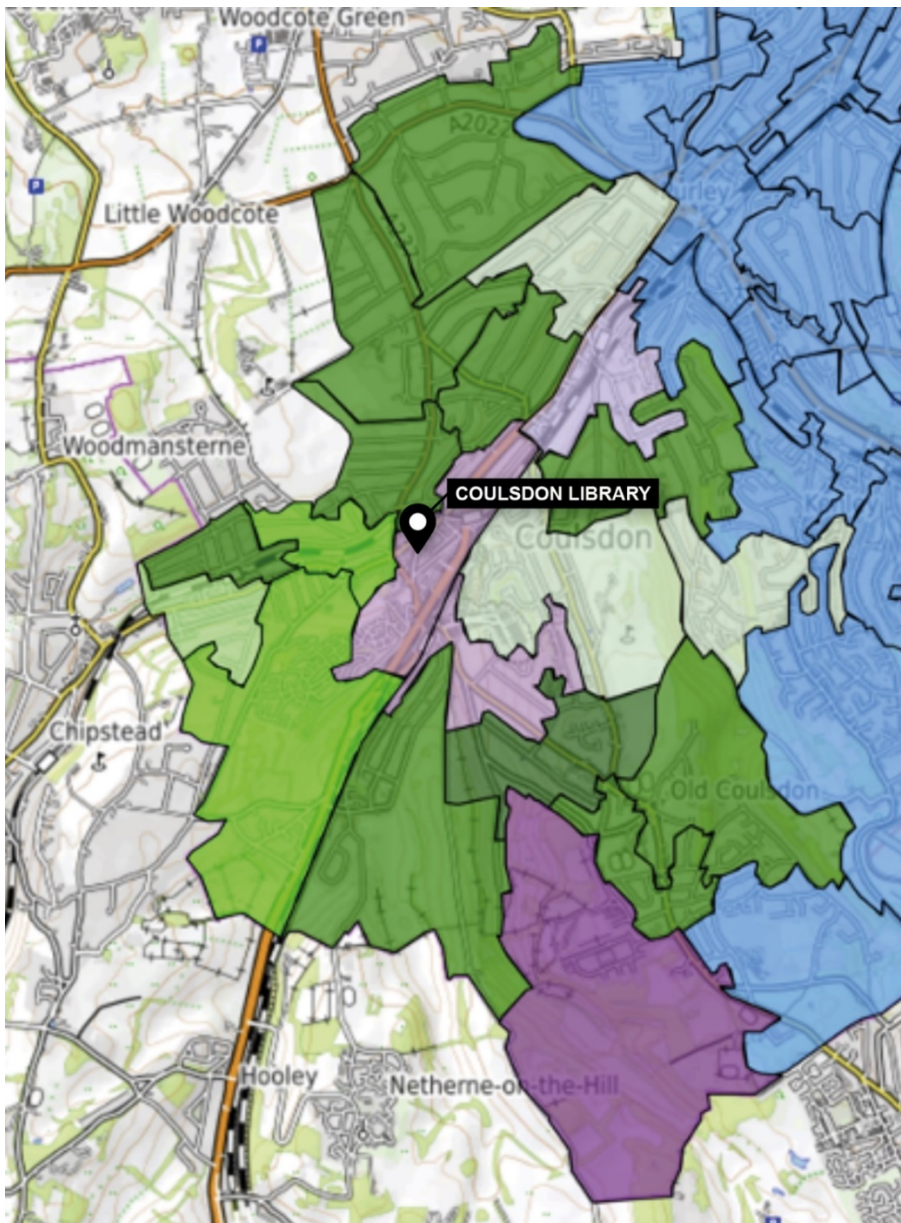 Woodcote Green
P
A2022
P
Little Woodcote
Woodmansterne
COULSDON LIBRARY
Coulsdon
Chipstead
Old Coulsdon
Hooley
Netherne-on-the-Hill